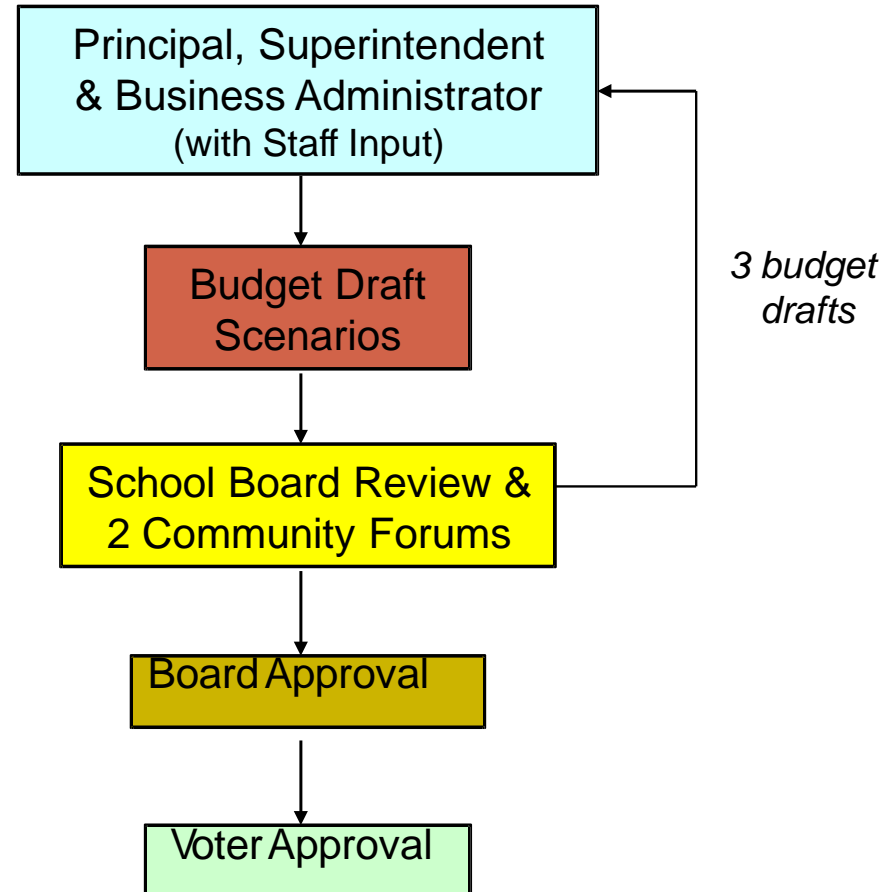 Principal, Superintendent
& Business Administrator
(with Staff Input)
3 budget
drafts
Budget Draft
Scenarios
School Board Review &
2 Community Forums
Board Approval
Voter Approval